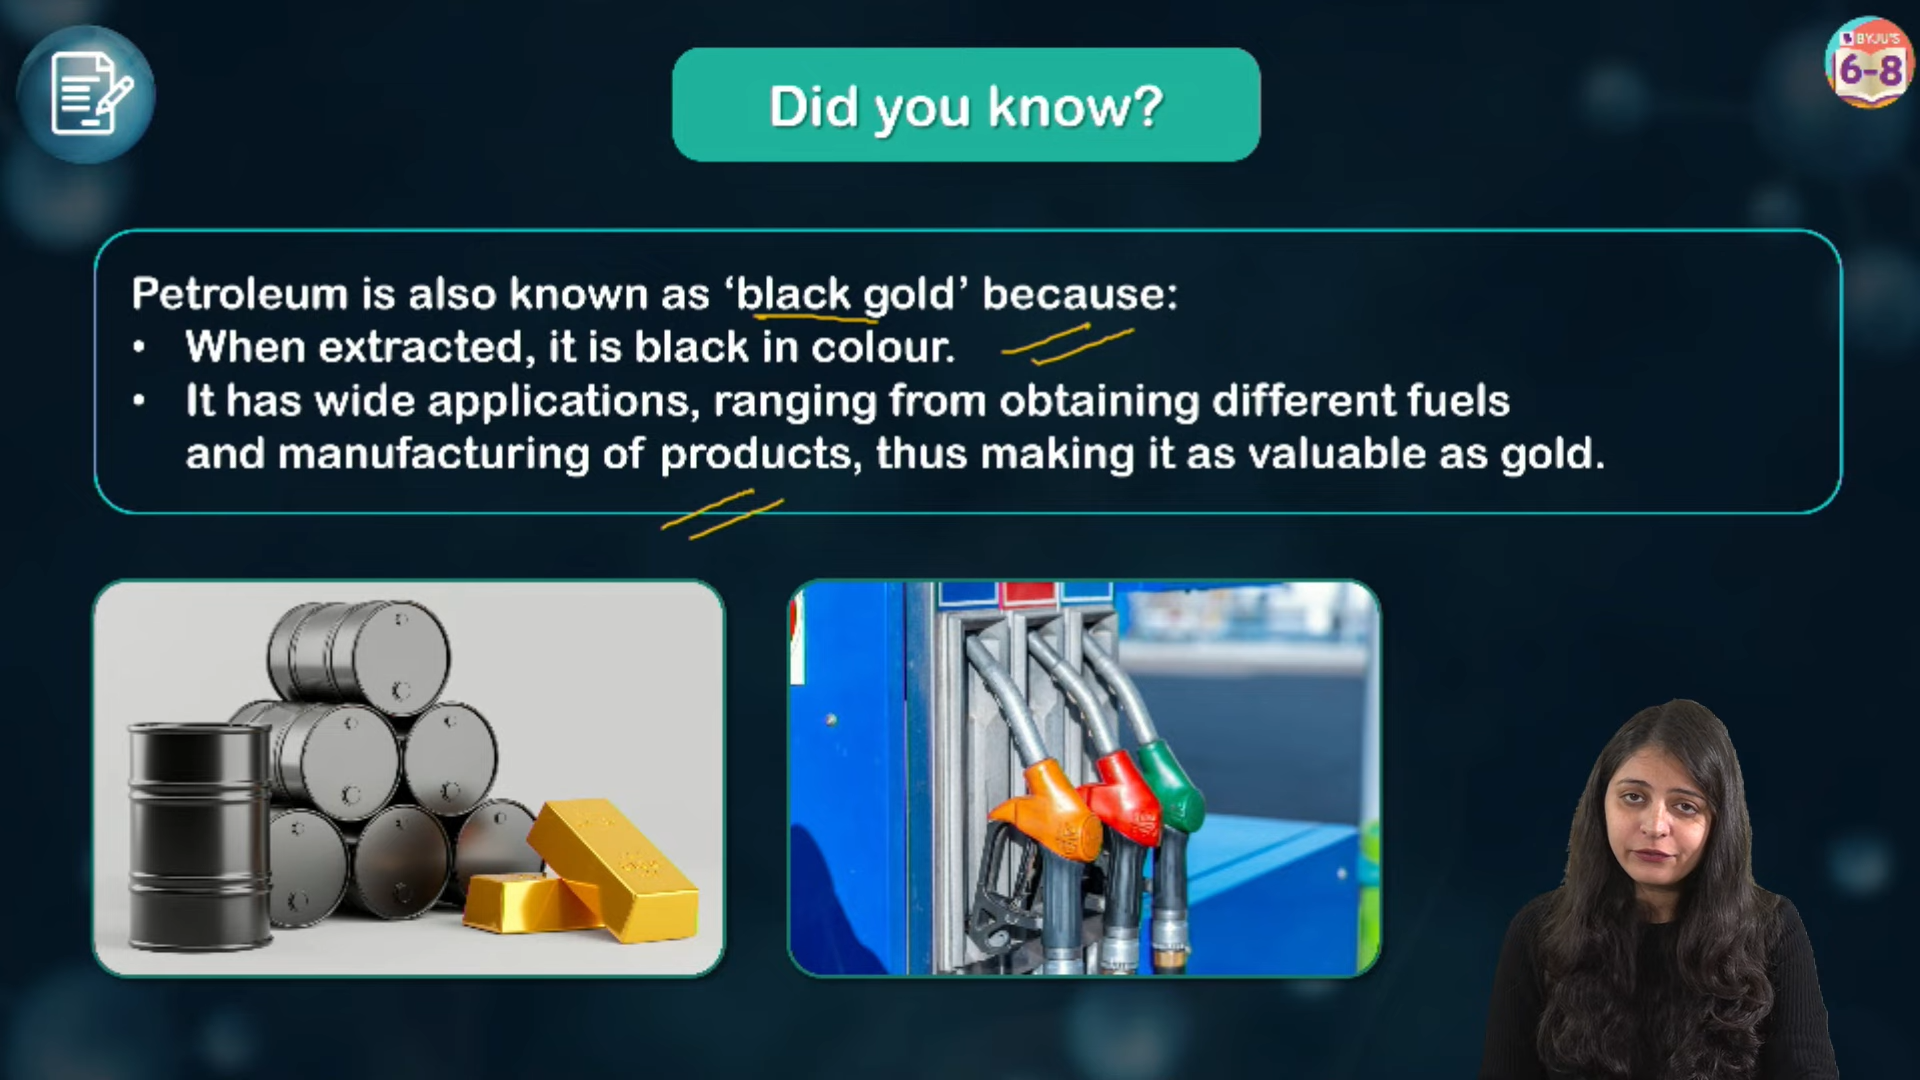 BYJU'S
6-8
Did you know?
Petroleum is also known as ‘black gold’ because:
• When extracted, it is black in colour.
• It has wide applications, ranging from obtaining different fuels
and manufacturing of products, thus making it as valuable as gold.